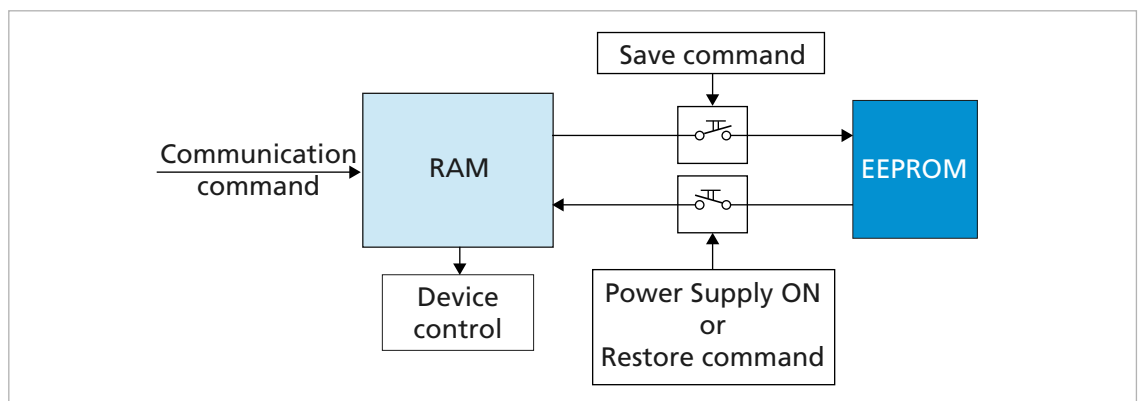 Save command
Communication
command
RAM
EEPROM
Device
control
Power Supply ON
or
Restore command